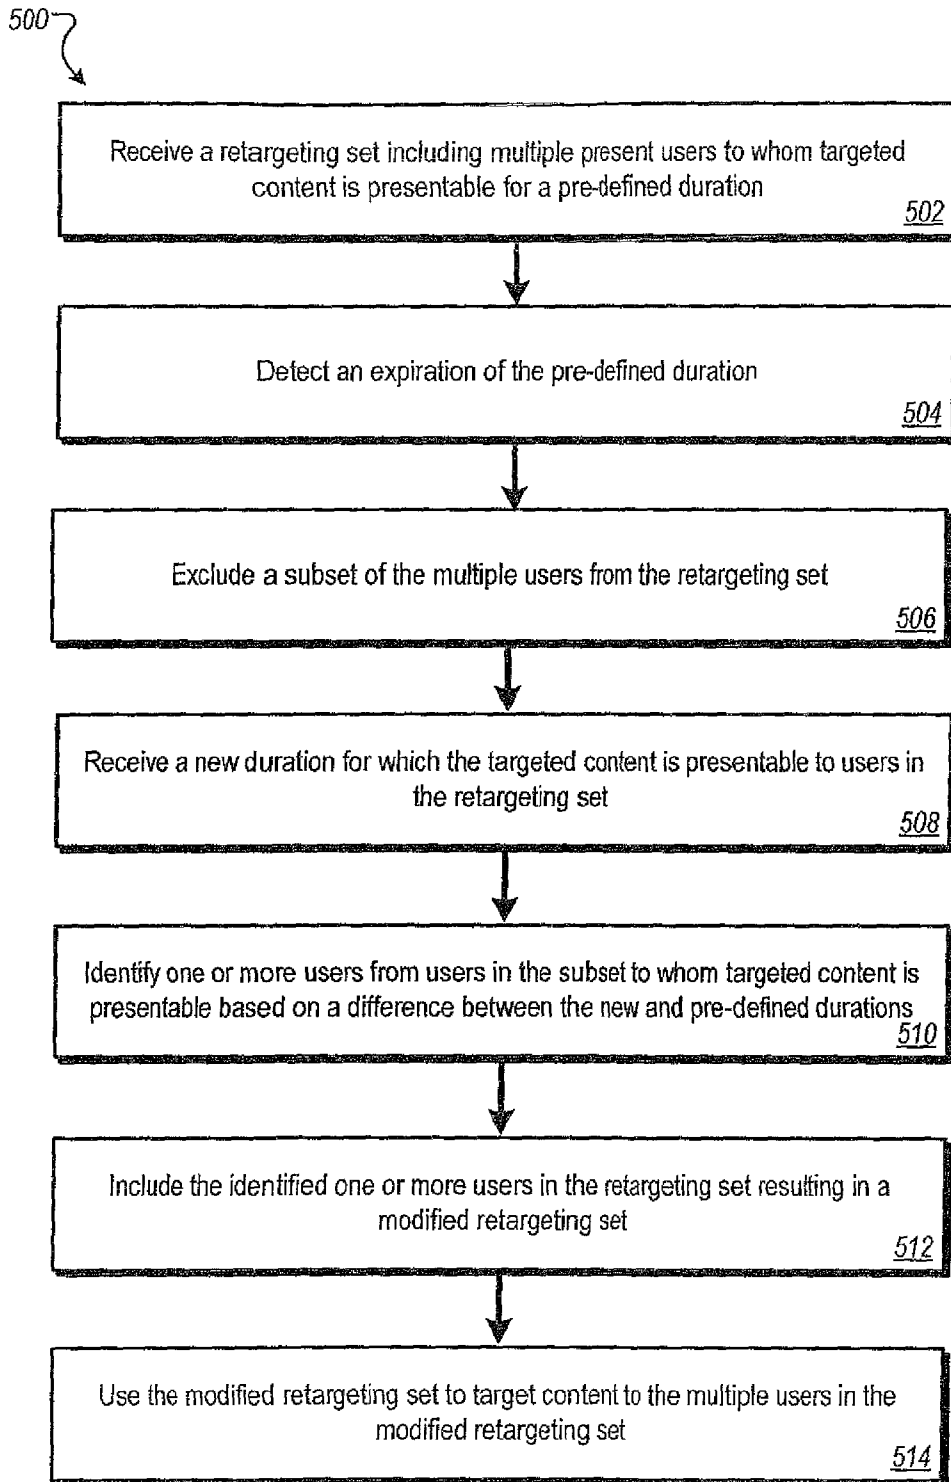 500
Receive a retargeting set including multiple present users to whom targeted
content is presentable for a pre-defined duration
502
Detect an expiration of the pre-defined duration
504
Exclude a subset of the multiple users from the retargeting set
506
Receive a new duration for which the targeted content is presentable to users in
the retargeting set
508
Identify one or more users from users in the subset to whom targeted content is
presentable based on a difference between the new and pre-defined durations
510
Include the identified one or more users in the retargeting set resulting in a
modified retargeting set
512
Use the modified retargeting set to target content to the multiple users in the
modified retargeting set
514